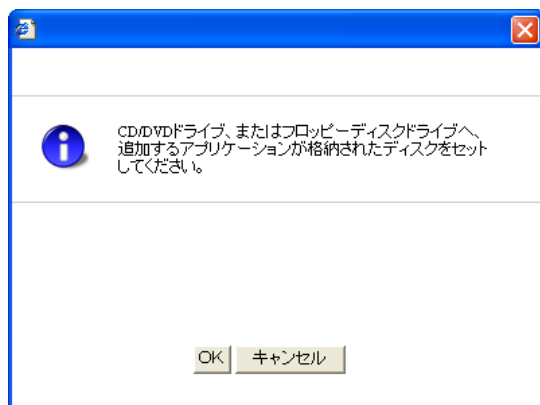 CD/DVDドライブ、またはフロッピーディスクドライブへ、
追加するアプリケーションが格納されたディスクをセット
してください。
OK キャンセル